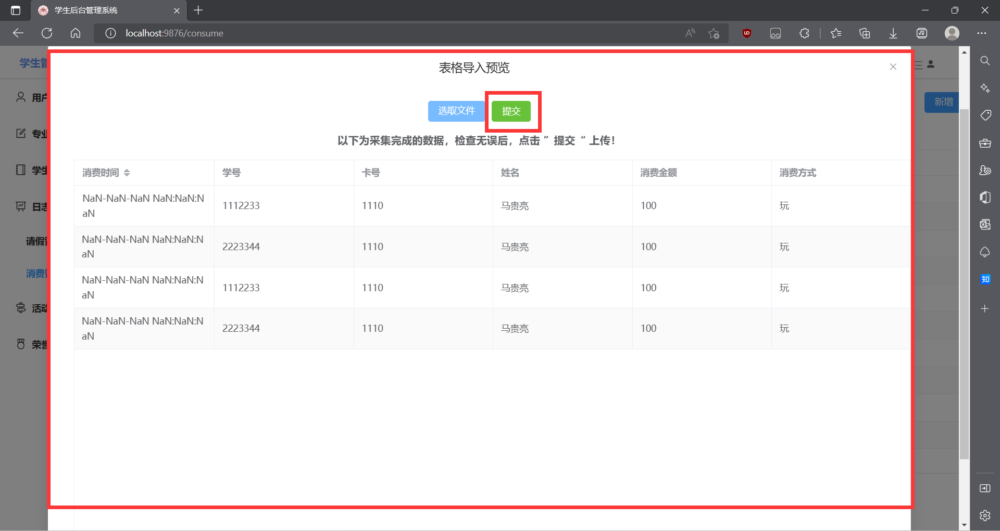 学生后台管理系统
localhost:9876/consume
学生管
表格导入预览
用户
新增
选取文件 提交
专业
以下为采集完成的数据，检查无误后，点击 ” 提交 “ 上传！
消费时间 学号 卡号 姓名 消费金额 消费方式
学生
NaN-NaN-NaN NaN:NaN:N
aN
1112233 1110 马贵亮 100 玩
日志
NaN-NaN-NaN NaN:NaN:N
aN
2223344 1110 马贵亮 100 玩
请假管
NaN-NaN-NaN NaN:NaN:N
aN
1112233 1110 马贵亮 100 玩
消费管
NaN-NaN-NaN NaN:NaN:N
aN
2223344 1110 马贵亮 100 玩
活动
荣誉
知